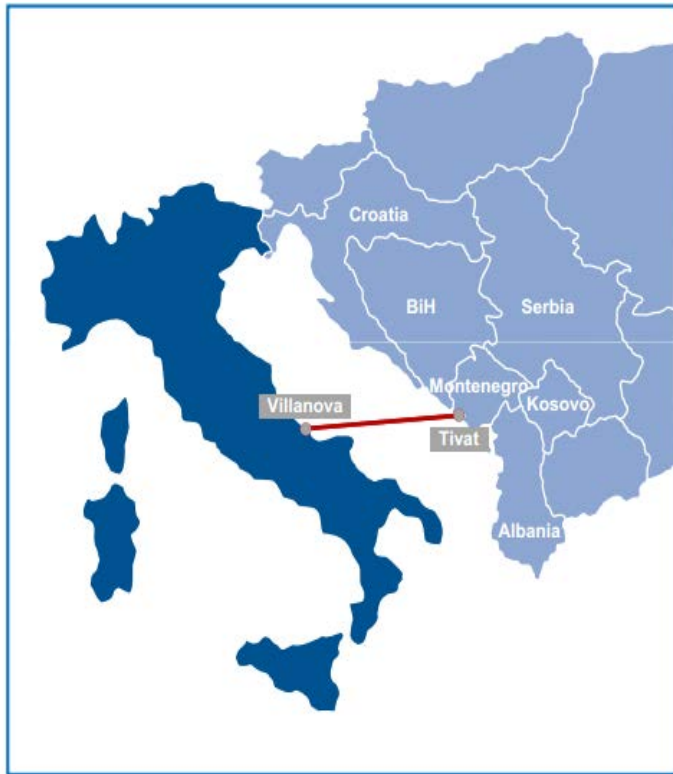 Croatia
BiH
Serbia
Montenegro
Kosovo
Villanova
Tivat
Albania